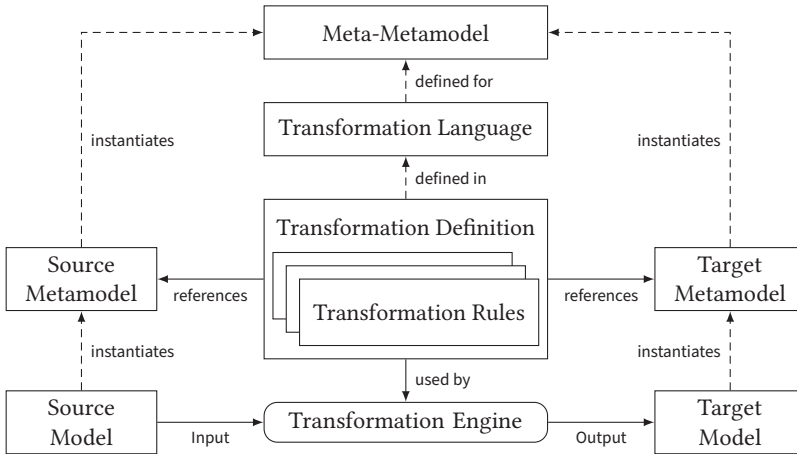 Meta-Metamodel
defined for
Transformation Language
instantiates
instantiates
defined in
Transformation Definition
Source
Metamodel
references
Transformation Rules
references
Target
Metamodel
instantiates
used by
instantiates
Source
Model
Input
Transformation Engine
Output
Target
Model